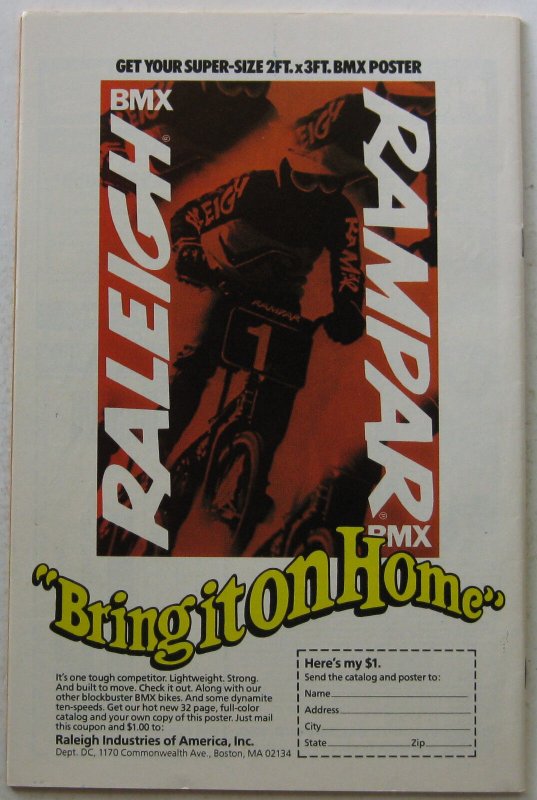 GET YOUR SUPER-SIZE 2FT. x 3FT. BMX POSTER
BMX
RALEIGH®
RAMPAR®
BMX
RALEIGH
RAMPAR
RAMPAR
1
"Bring it on Home"
It's one tough competitor. Lightweight. Strong.
And built to move. Check it out. Along with our
other blockbuster BMX bikes. And some dynamite
ten-speeds. Get our hot new 32 page, full-color
catalog and your own copy of this poster. Just mail
this coupon and $1.00 to:
Raleigh Industries of America, Inc.
Dept. DC, 1170 Commonwealth Ave., Boston, MA 02134
Here's my $1.
Send the catalog and poster to:
Name
Address
City
State Zip